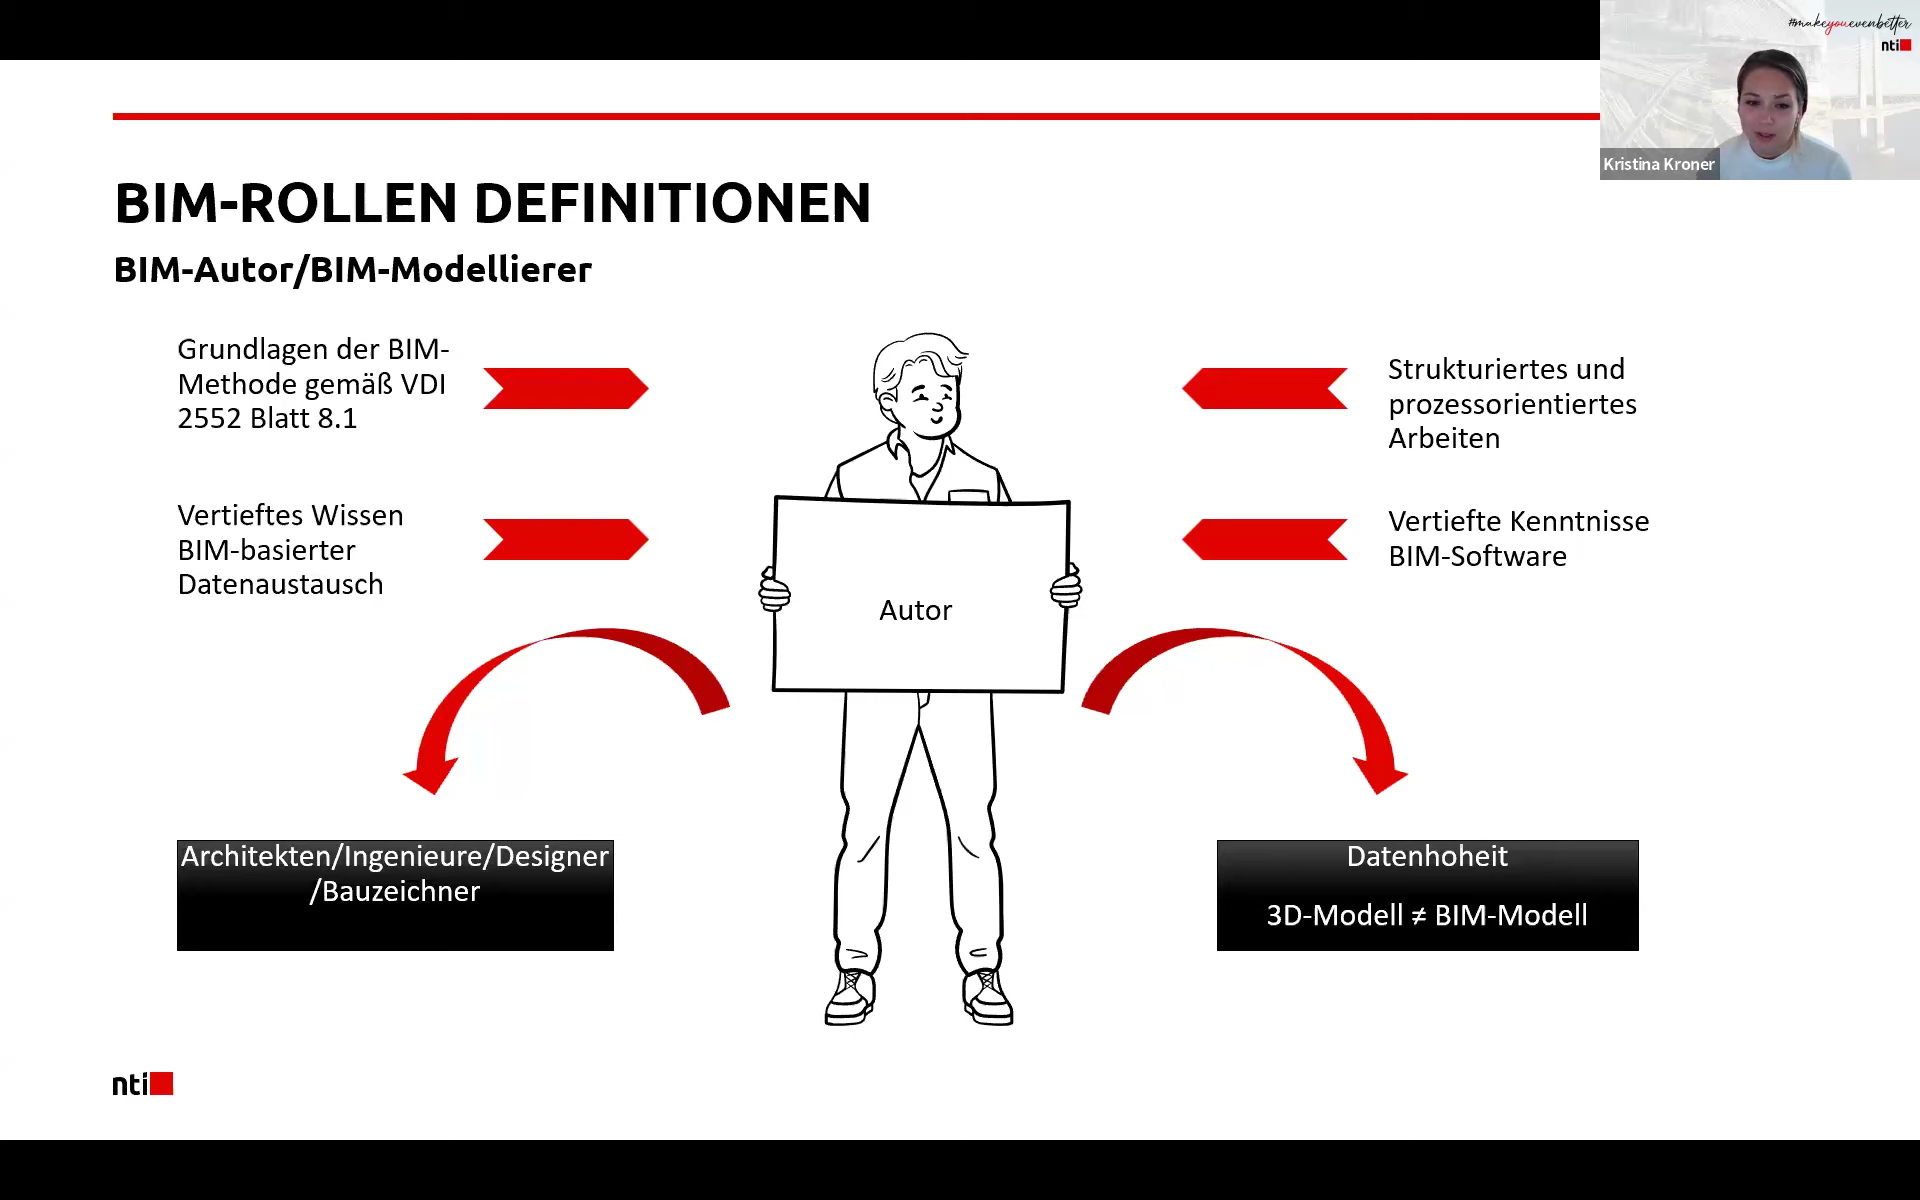 #makeyouevenbetter
nti
Kristina Kroner
BIM-ROLLEN DEFINITIONEN
BIM-Autor/BIM-Modellierer
Grundlagen der BIM-
Methode gemäß VDI
2552 Blatt 8.1
Vertieftes Wissen
BIM-basierter
Datenaustausch
Autor
Strukturiertes und
prozessorientiertes
Arbeiten
Vertiefte Kenntnisse
BIM-Software
Architekten/Ingenieure/Designer
/Bauzeichner
Datenhoheit
3D-Modell ≠ BIM-Modell
nti